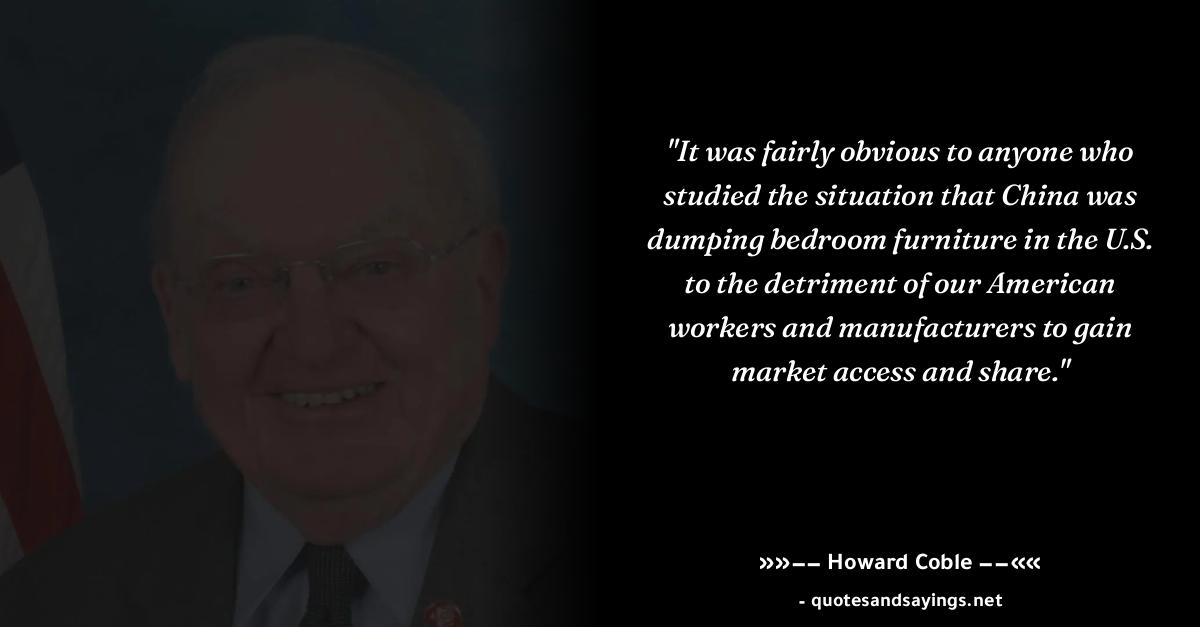 "It was fairly obvious to anyone who
studied the situation that China was
dumping bedroom furniture in the U.S.
to the detriment of our American
workers and manufacturers to gain
market access and share."
»»−− Howard Coble −−««
- quotesandsayings.net